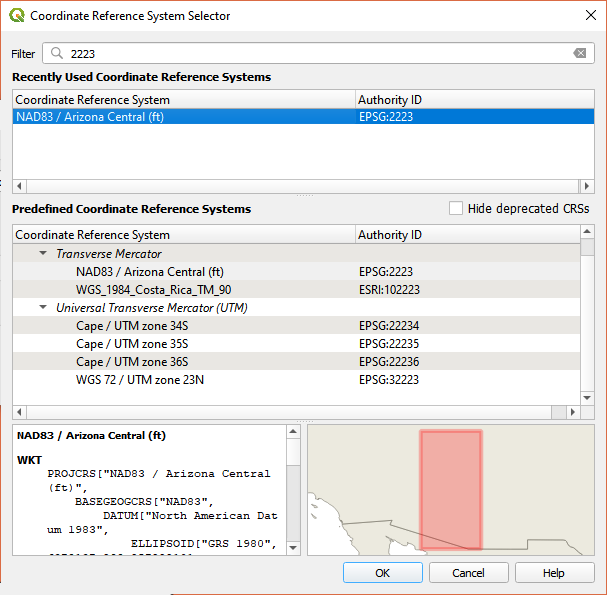 Coordinate Reference System Selector
Filter 2223
Recently Used Coordinate Reference Systems
Coordinate Reference System Authority ID
NAD83 / Arizona Central (ft) EPSG:2223
Predefined Coordinate Reference Systems Hide deprecated CRSs
Coordinate Reference System Authority ID
Transverse Mercator
NAD83 / Arizona Central (ft) EPSG:2223
WGS_1984_Costa_Rica_TM_90 ESRI:102223
Universal Transverse Mercator (UTM)
Cape / UTM zone 34S EPSG:22234
Cape / UTM zone 35S EPSG:22235
Cape / UTM zone 36S EPSG:22236
WGS 72 / UTM zone 23N EPSG:32223
NAD83 / Arizona Central (ft)
WKT
PROJCRS["NAD83 / Arizona Central
(ft)",
BASEGEOGCRS["NAD83",
DATUM["North American Dat
um 1983",
ELLIPSOID["GRS 1980",
OK Cancel Help